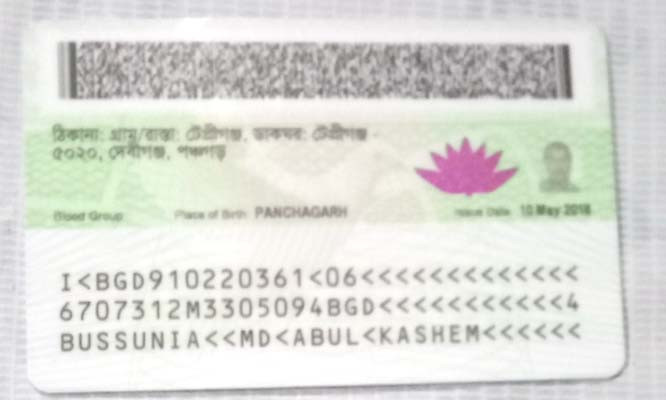 ঠিকানা: গ্রাম/রাস্তা: টেপ্রীগঞ্জ, ডাকঘর: টেপ্রীগঞ্জ -
৫০২০, দেবীগঞ্জ, পঞ্চগড়
Blood Group Place of Birth PANCHAGARH Issue Date 10 May 2018
I<BGD910220361<06<<<<<<<<<<<<<
6707312M3305094BGD<<<<<<<<<<<4
BUSSUNIA<<MD<ABUL<KASHEM<<<<<<